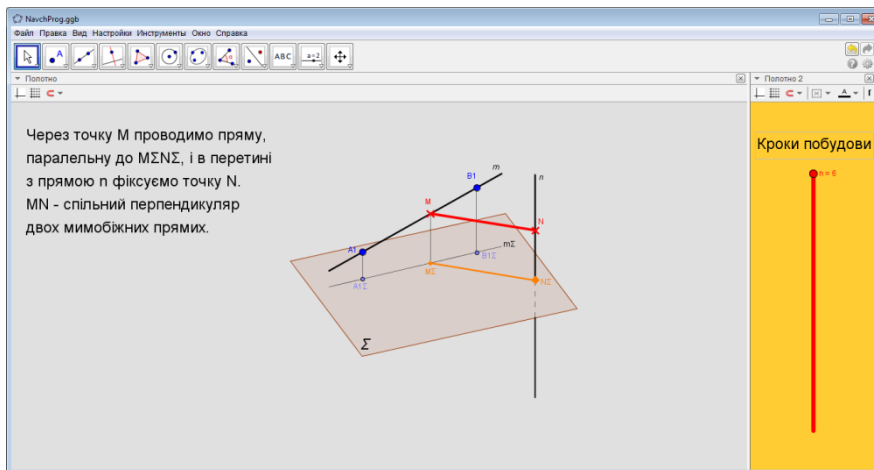 NavchProg.ggb
Файл Правка Вид Настройки Инструменты Окно Справка
A
ABC
a=2
Полотно
Полотно 2
Через точку M проводимо пряму,
паралельну до MΣNΣ, і в перетині
з прямою n фіксуємо точку N.
MN - спільний перпендикуляр
двох мимобіжних прямих.
Кроки побудови
n = 6
m
B1
n
M
N
A1
mΣ
B1Σ
MΣ
A1Σ
NΣ
Σ